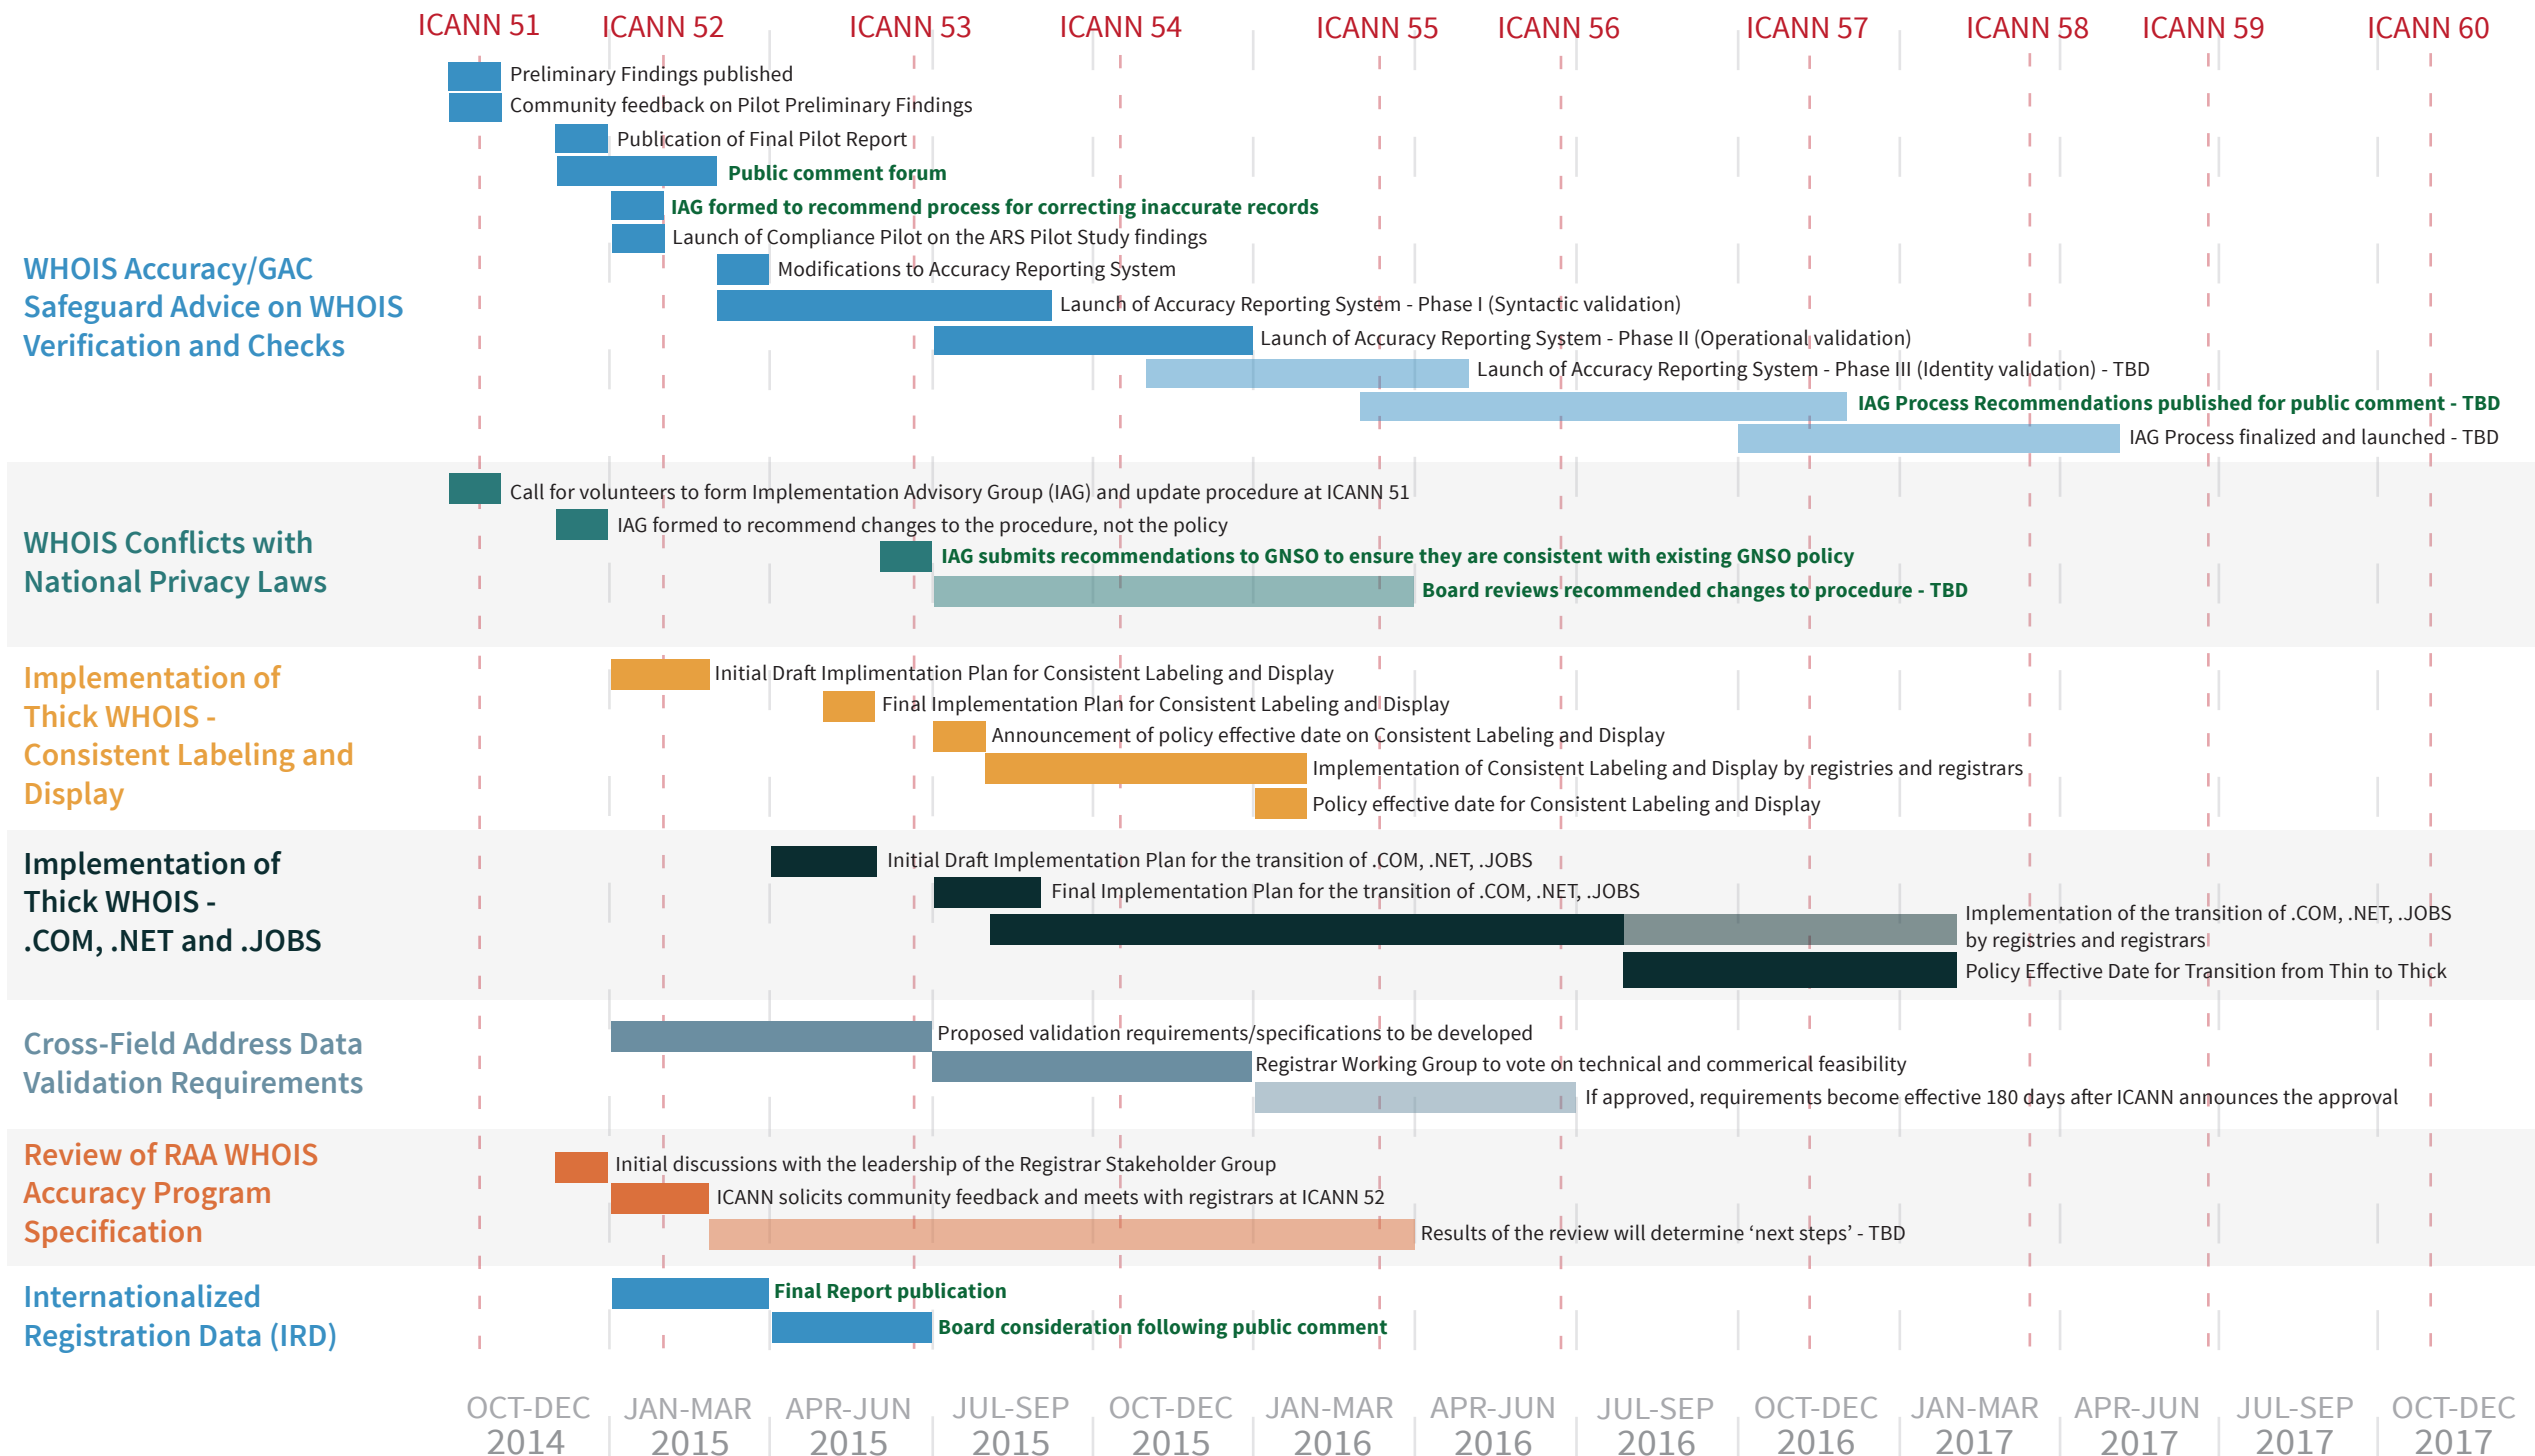 ICANN 51 ICANN 52 ICANN 53 ICANN 54 ICANN 55 ICANN 56 ICANN 57 ICANN 58 ICANN 59 ICANN 60
WHOIS Accuracy/GAC
Safeguard Advice on WHOIS
Verification and Checks
Preliminary Findings published
Community feedback on Pilot Preliminary Findings
Publication of Final Pilot Report
Public comment forum
IAG formed to recommend process for correcting inaccurate records
Launch of Compliance Pilot on the ARS Pilot Study findings
Modifications to Accuracy Reporting System
Launch of Accuracy Reporting System - Phase I (Syntactic validation)
Launch of Accuracy Reporting System - Phase II (Operational validation)
Launch of Accuracy Reporting System - Phase III (Identity validation) - TBD
IAG Process Recommendations published for public comment - TBD
IAG Process finalized and launched - TBD
WHOIS Conflicts with
National Privacy Laws
Call for volunteers to form Implementation Advisory Group (IAG) and update procedure at ICANN 51
IAG formed to recommend changes to the procedure, not the policy
IAG submits recommendations to GNSO to ensure they are consistent with existing GNSO policy
Board reviews recommended changes to procedure - TBD
Implementation of
Thick WHOIS -
Consistent Labeling and
Display
Initial Draft Implimentation Plan for Consistent Labeling and Display
Final Implementation Plan for Consistent Labeling and Display
Announcement of policy effective date on Consistent Labeling and Display
Implementation of Consistent Labeling and Display by registries and registrars
Policy effective date for Consistent Labeling and Display
Implementation of
Thick WHOIS -
.COM, .NET and .JOBS
Initial Draft Implementation Plan for the transition of .COM, .NET, .JOBS
Final Implementation Plan for the transition of .COM, .NET, .JOBS
Implementation of the transition of .COM, .NET, .JOBS
by registries and registrars
Policy Effective Date for Transition from Thin to Thick
Cross-Field Address Data
Validation Requirements
Proposed validation requirements/specifications to be developed
Registrar Working Group to vote on technical and commerical feasibility
If approved, requirements become effective 180 days after ICANN announces the approval
Review of RAA WHOIS
Accuracy Program
Specification
Initial discussions with the leadership of the Registrar Stakeholder Group
ICANN solicits community feedback and meets with registrars at ICANN 52
Results of the review will determine ‘next steps’ - TBD
Internationalized
Registration Data (IRD)
Final Report publication
Board consideration following public comment
OCT-DEC JAN-MAR APR-JUN JUL-SEP OCT-DEC JAN-MAR APR-JUN JUL-SEP OCT-DEC JAN-MAR APR-JUN JUL-SEP OCT-DEC
2014 2015 2015 2015 2015 2016 2016 2016 2016 2017 2017 2017 2017